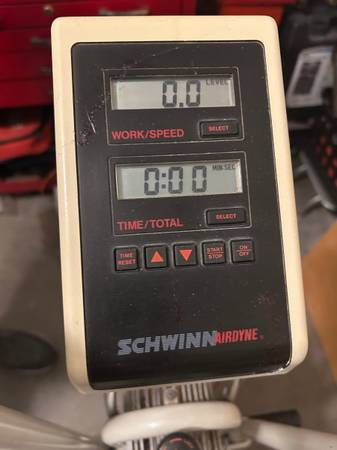 0.0 LEVEL
WORK/SPEED SELECT
0:00 MIN:SEC
TIME/TOTAL SELECT
TIME RESET ▲ ▼ START/STOP ON/OFF
SCHWINN AIRDYNE®